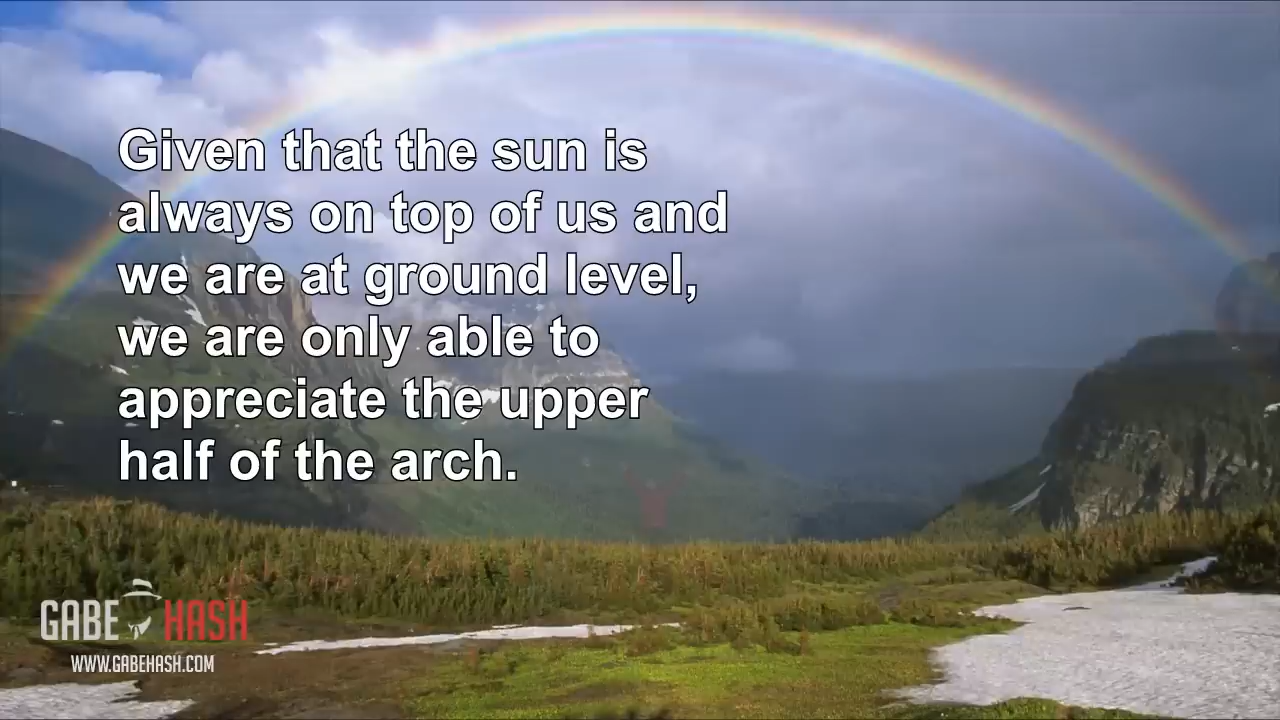 Given that the sun is
always on top of us and
we are at ground level,
we are only able to
appreciate the upper
half of the arch.
GABE HASH
WWW.GABEHASH.COM